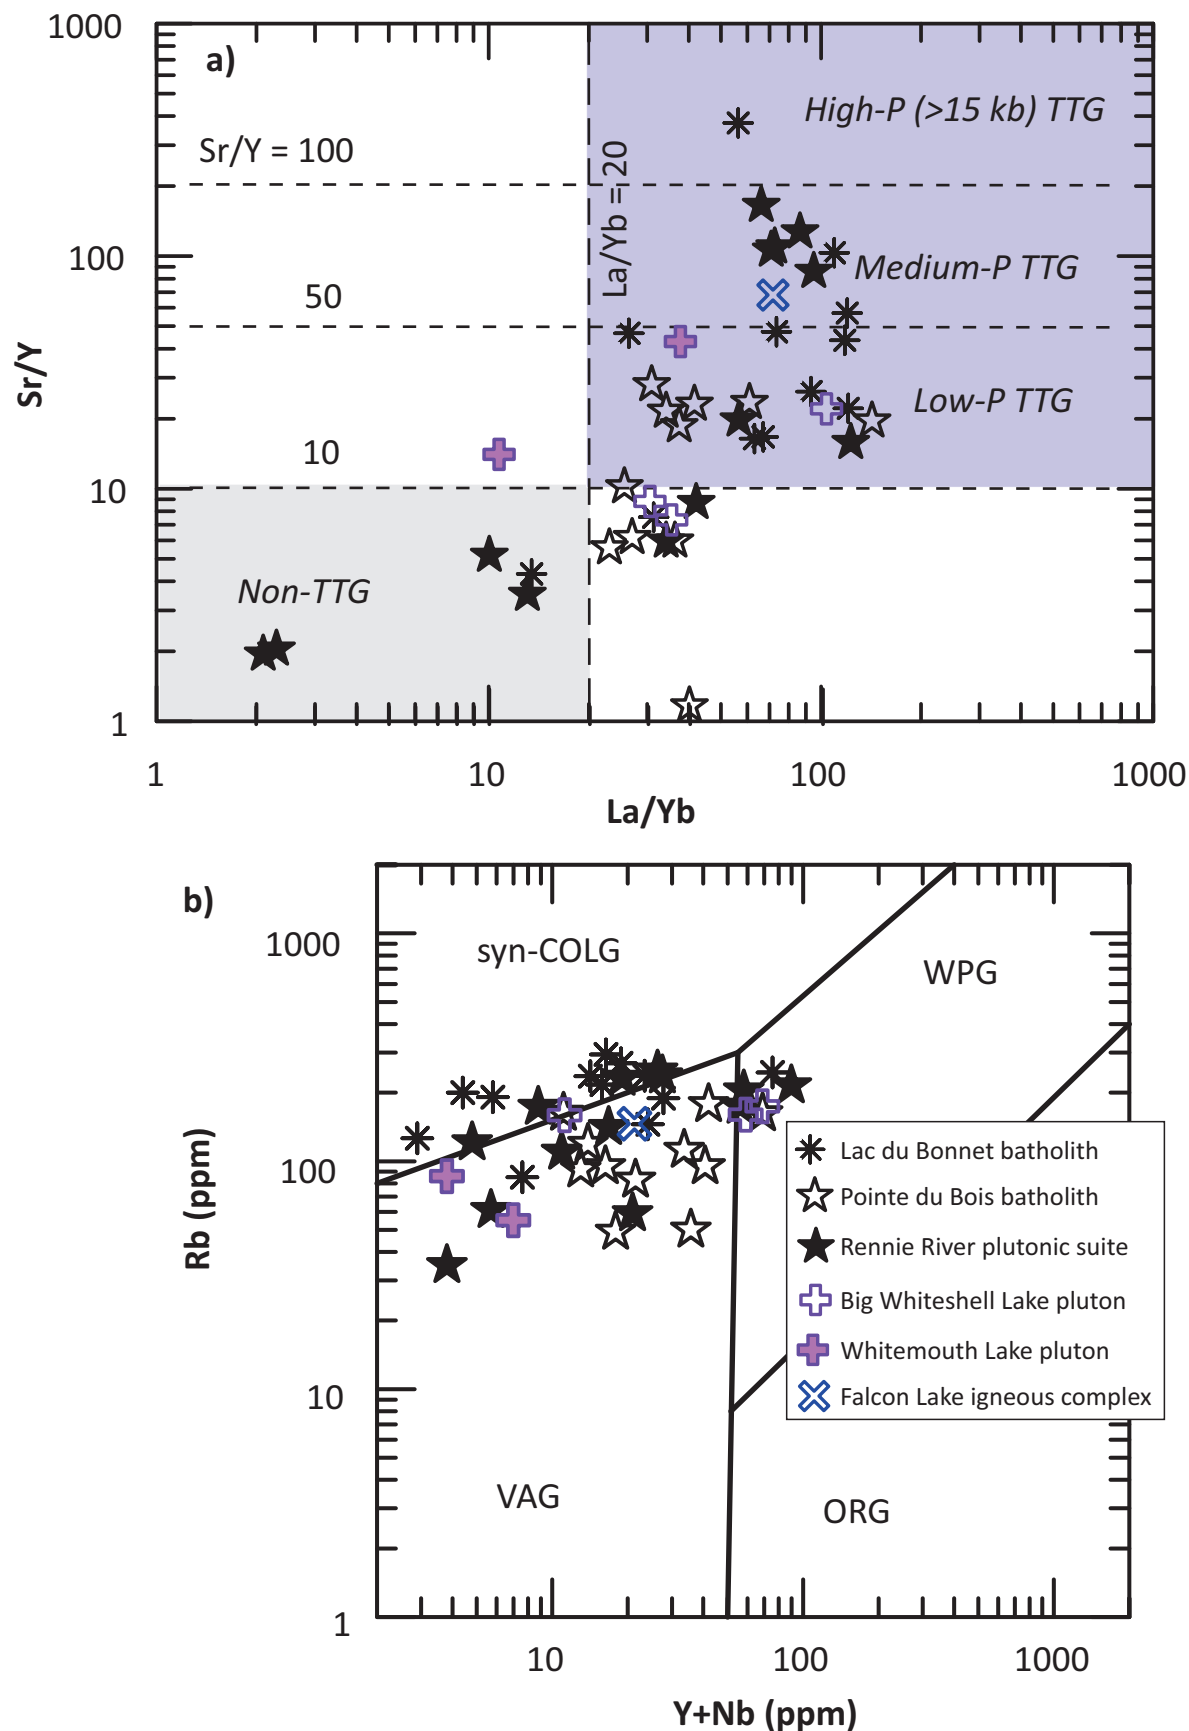 1000
a)
High-P (>15 kb) TTG
Sr/Y = 100
La/Yb = 20
100
Medium-P TTG
50
Sr/Y
Low-P TTG
10
10
Non-TTG
1
1
10
100
1000
La/Yb
b)
1000
syn-COLG
WPG
100
Rb (ppm)
Lac du Bonnet batholith
Pointe du Bois batholith
Rennie River plutonic suite
Big Whiteshell Lake pluton
Whitemouth Lake pluton
Falcon Lake igneous complex
10
VAG
ORG
1
10
100
1000
Y+Nb (ppm)